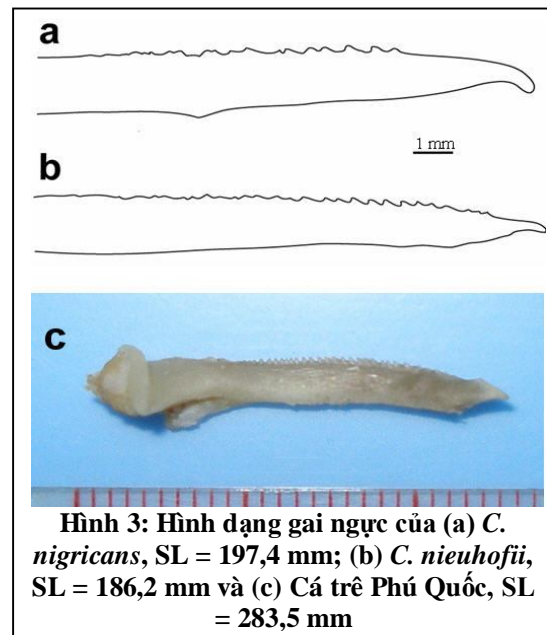 a
1 mm
b
c
Hình 3: Hình dạng gai ngực của (a) C.
nigricans, SL = 197,4 mm; (b) C. nieuhofii,
SL = 186,2 mm và (c) Cá trê Phú Quốc, SL
= 283,5 mm